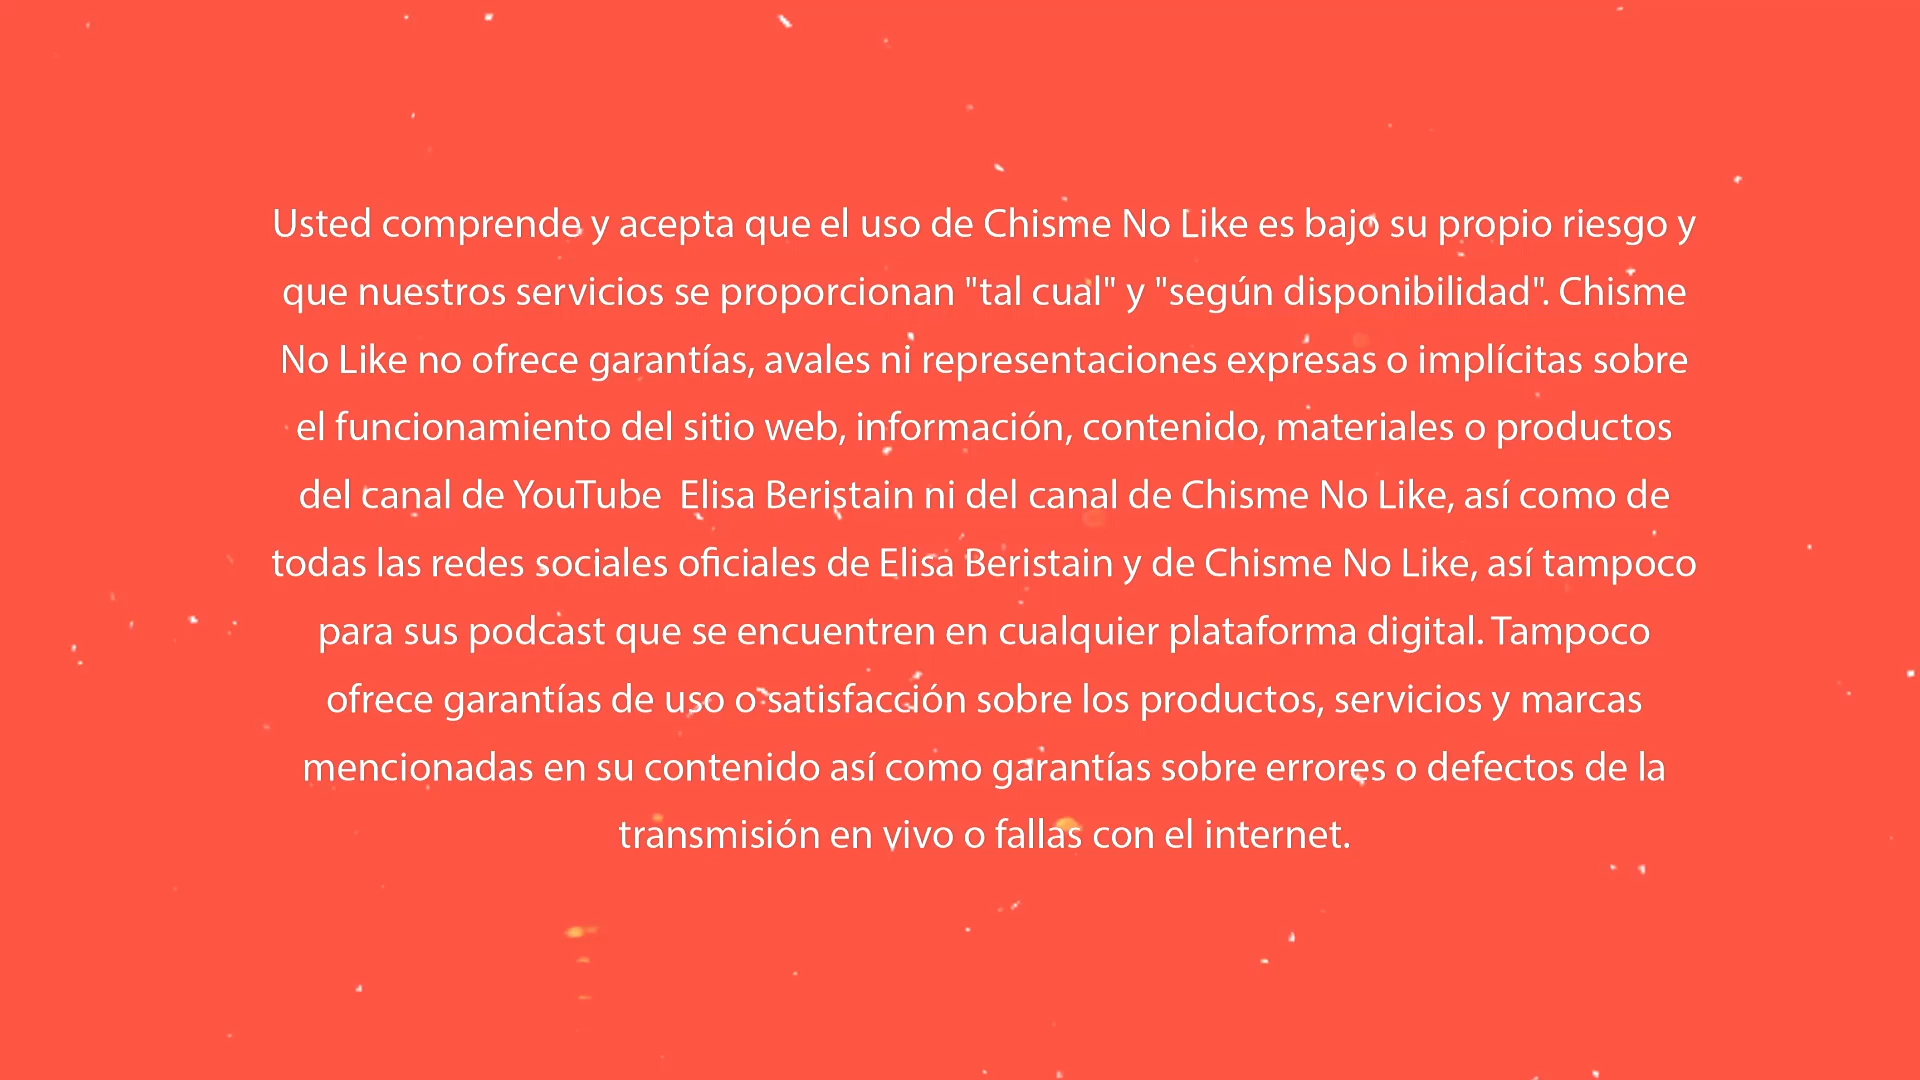 Usted comprende y acepta que el uso de Chisme No Like es bajo su propio riesgo y
que nuestros servicios se proporcionan "tal cual" y "según disponibilidad". Chisme
No Like no ofrece garantías, avales ni representaciones expresas o implícitas sobre
el funcionamiento del sitio web, información, contenido, materiales o productos
del canal de YouTube  Elisa Beristain ni del canal de Chisme No Like, así como de
todas las redes sociales oficiales de Elisa Beristain y de Chisme No Like, así tampoco
para sus podcast que se encuentren en cualquier plataforma digital. Tampoco
ofrece garantías de uso o satisfacción sobre los productos, servicios y marcas
mencionadas en su contenido así como garantías sobre errores o defectos de la
transmisión en vivo o fallas con el internet.